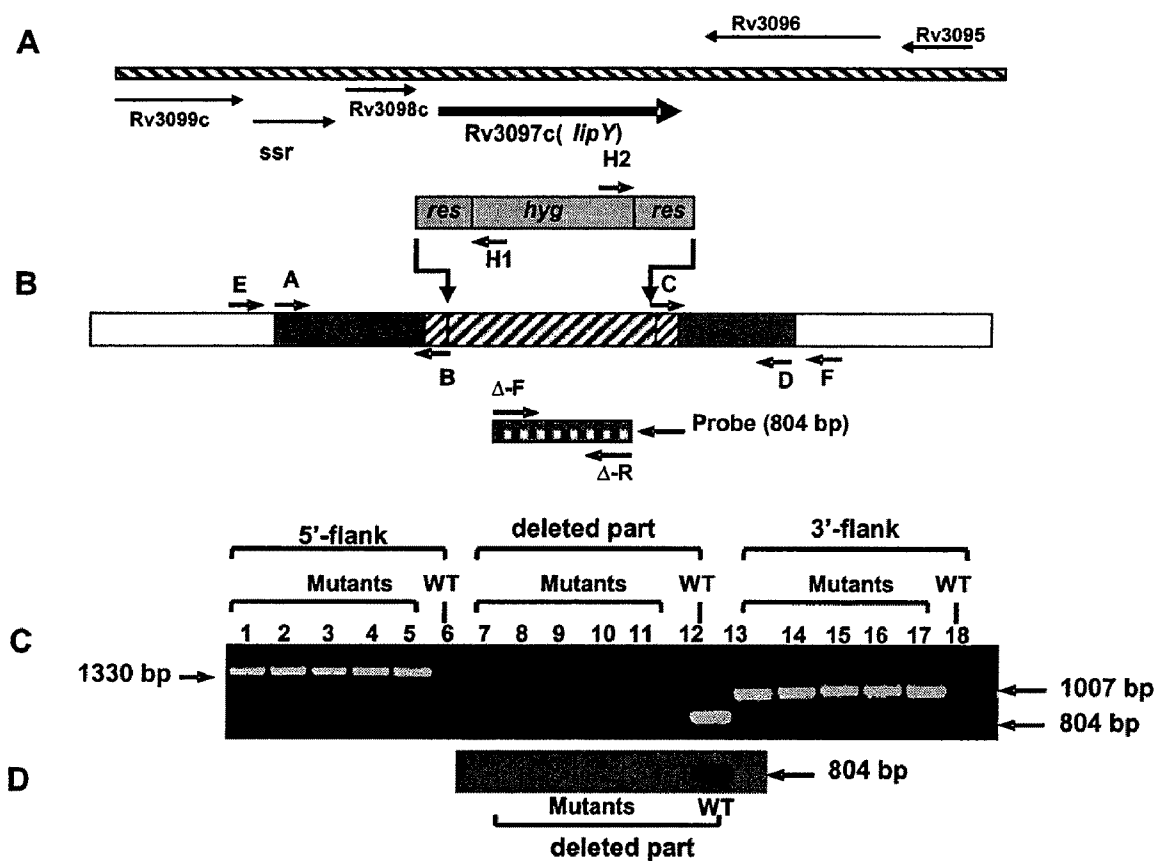 A
Rv3096
Rv3095
Rv3099c
ssr
Rv3098c
Rv3097c( lipY)
H2
res hyg res
H1
B
E A C
B D F
Δ-F
Probe (804 bp)
Δ-R
5'-flank deleted part 3'-flank
Mutants WT Mutants WT Mutants WT
C
1 2 3 4 5 6 7 8 9 10 11 12 13 14 15 16 17 18
1330 bp
1007 bp
804 bp
D
804 bp
Mutants WT
deleted part